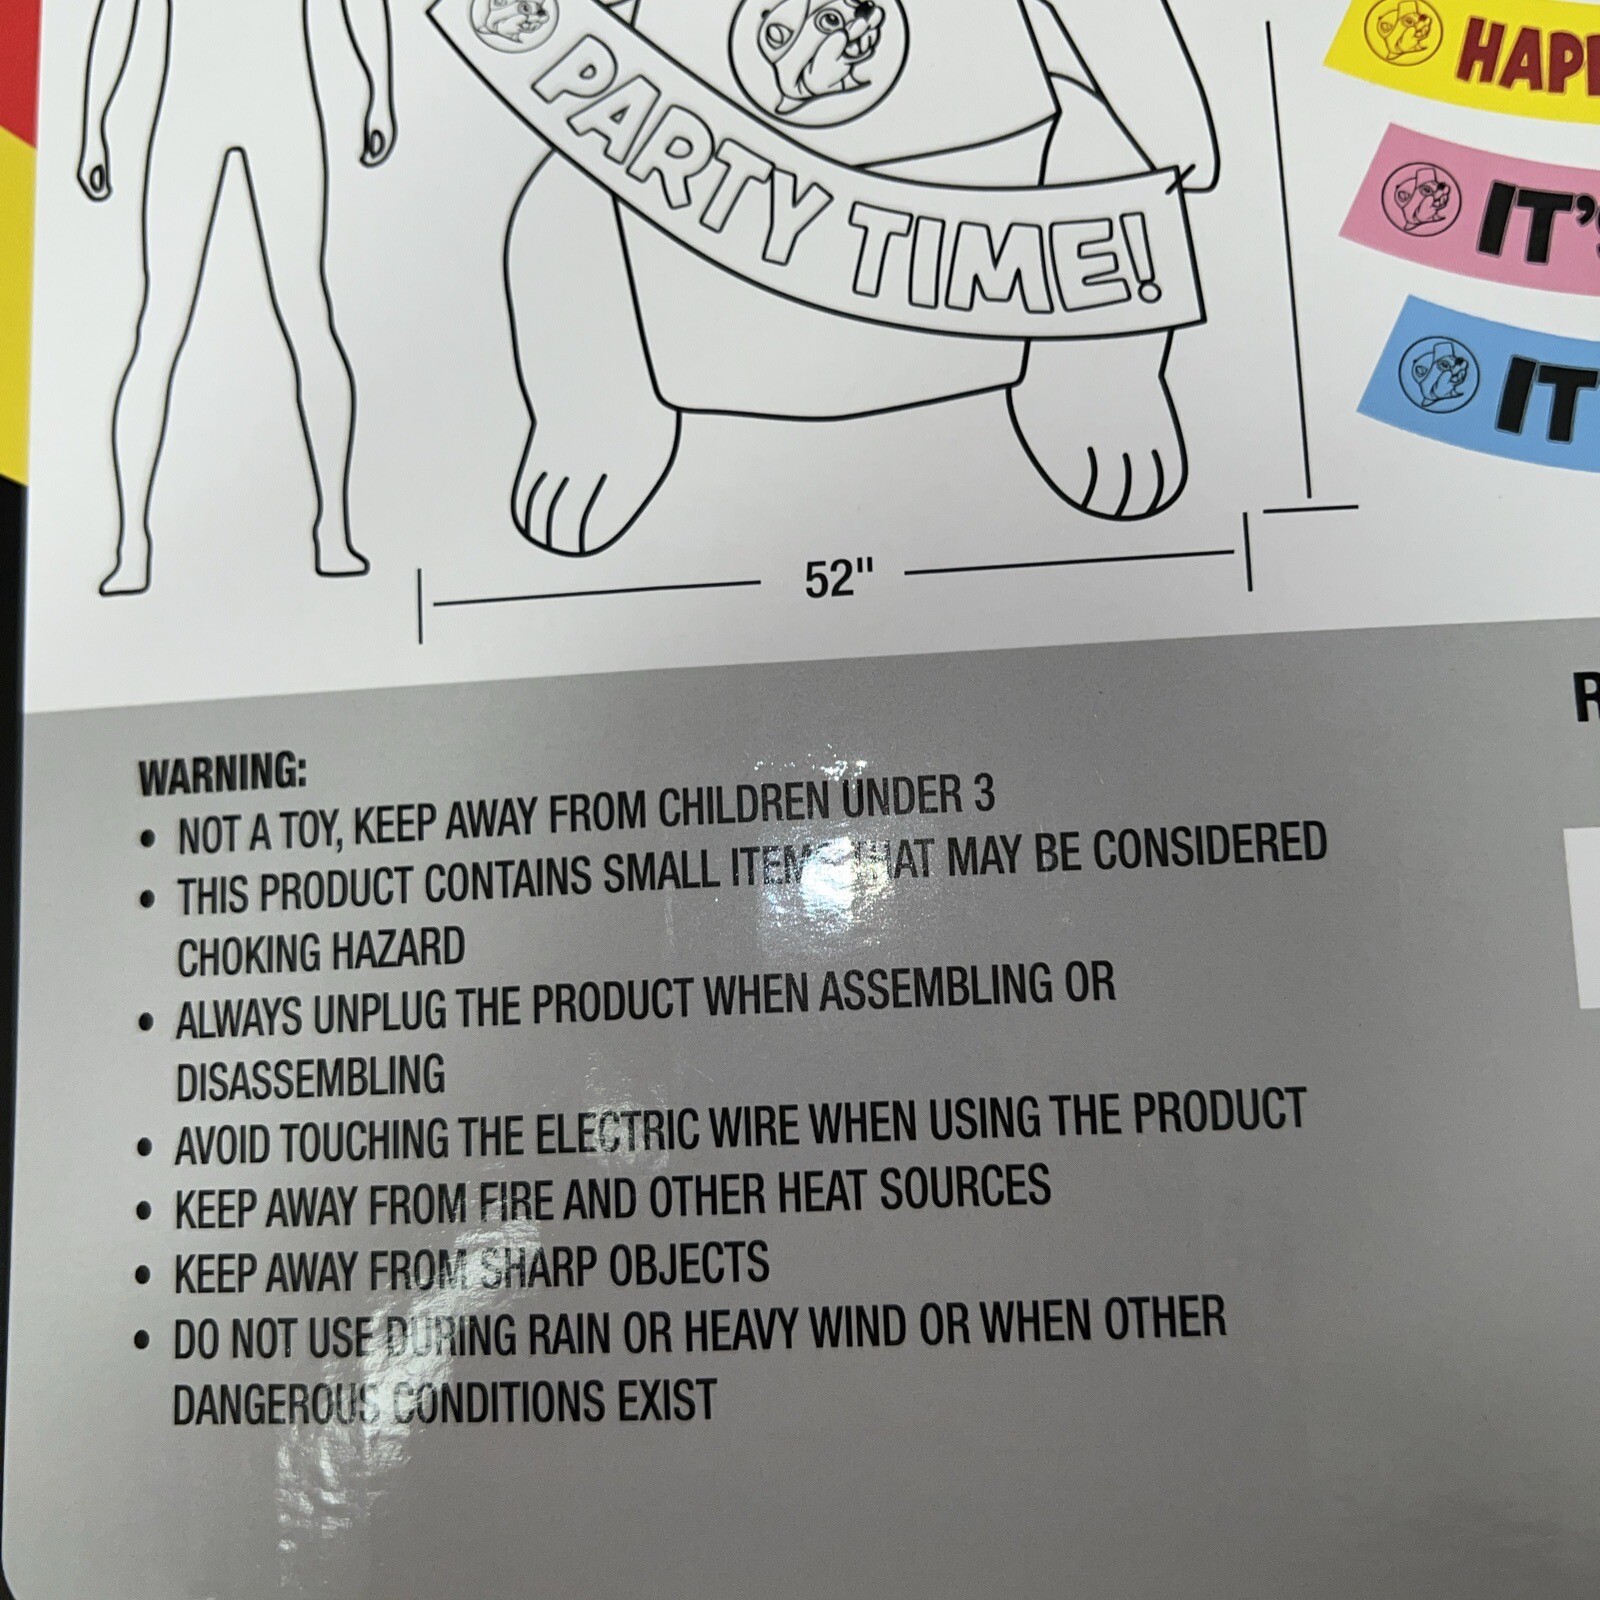 PARTY TIME!
HAP
IT'S
IT
52"
R
WARNING:
• NOT A TOY, KEEP AWAY FROM CHILDREN UNDER 3
• THIS PRODUCT CONTAINS SMALL ITEMS THAT MAY BE CONSIDERED
CHOKING HAZARD
• ALWAYS UNPLUG THE PRODUCT WHEN ASSEMBLING OR
DISASSEMBLING
• AVOID TOUCHING THE ELECTRIC WIRE WHEN USING THE PRODUCT
• KEEP AWAY FROM FIRE AND OTHER HEAT SOURCES
• KEEP AWAY FROM SHARP OBJECTS
• DO NOT USE DURING RAIN OR HEAVY WIND OR WHEN OTHER
DANGEROUS CONDITIONS EXIST